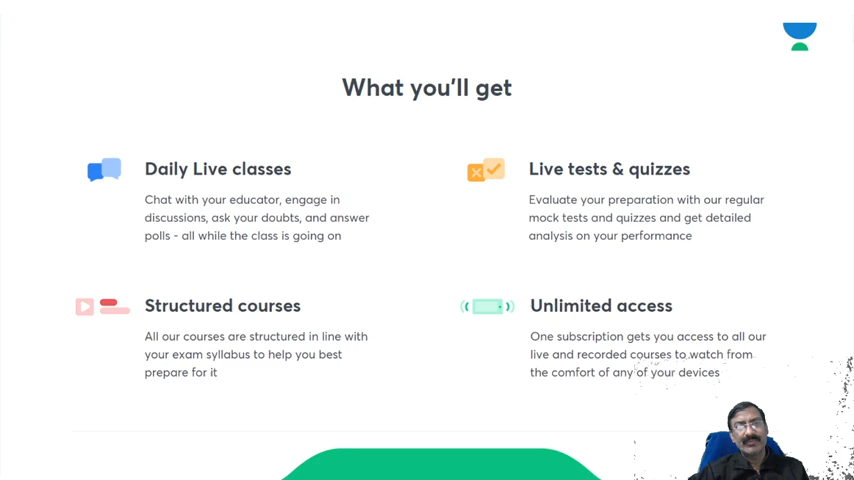 What you'll get
Daily Live classes
Chat with your educator, engage in
discussions, ask your doubts, and answer
polls - all while the class is going on
Live tests & quizzes
Evaluate your preparation with our regular
mock tests and quizzes and get detailed
analysis on your performance
Structured courses
All our courses are structured in line with
your exam syllabus to help you best
prepare for it
Unlimited access
One subscription gets you access to all our
live and recorded courses to watch from
the comfort of any of your devices